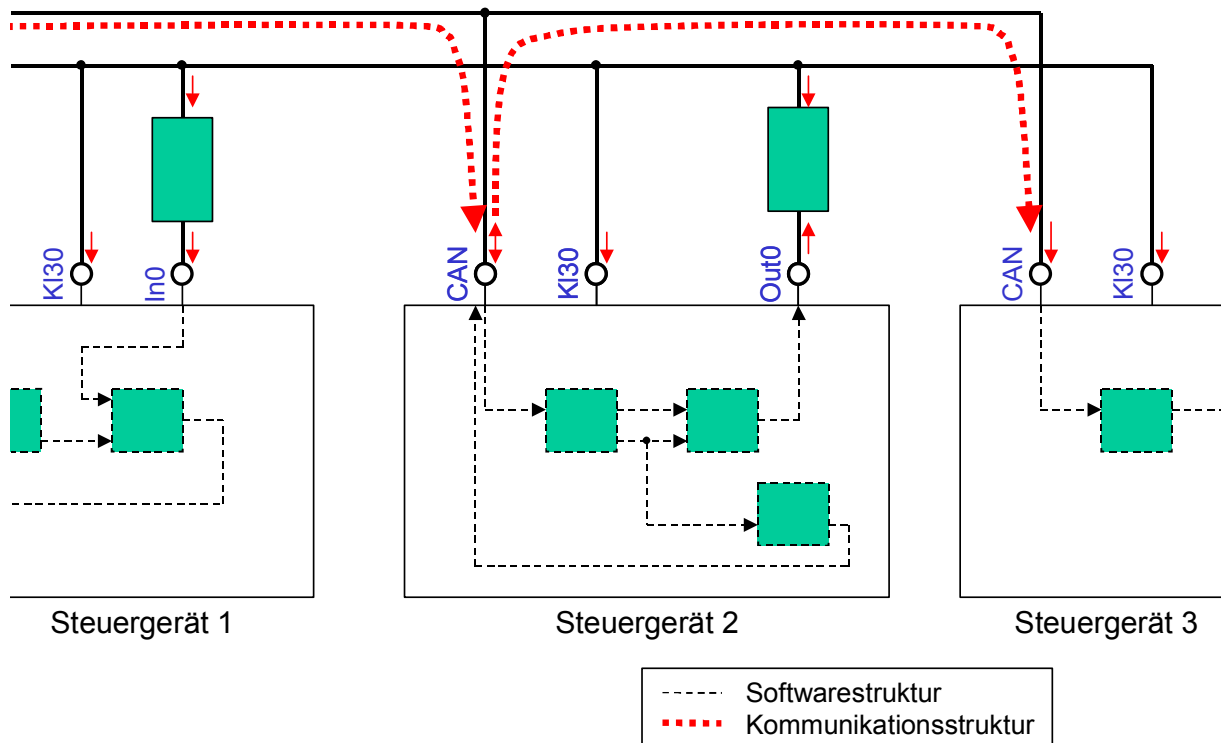 Kl30
In0
CAN
Kl30
Out0
CAN
Kl30
Steuergerät 1
Steuergerät 2
Steuergerät 3
Softwarestruktur
Kommunikationsstruktur